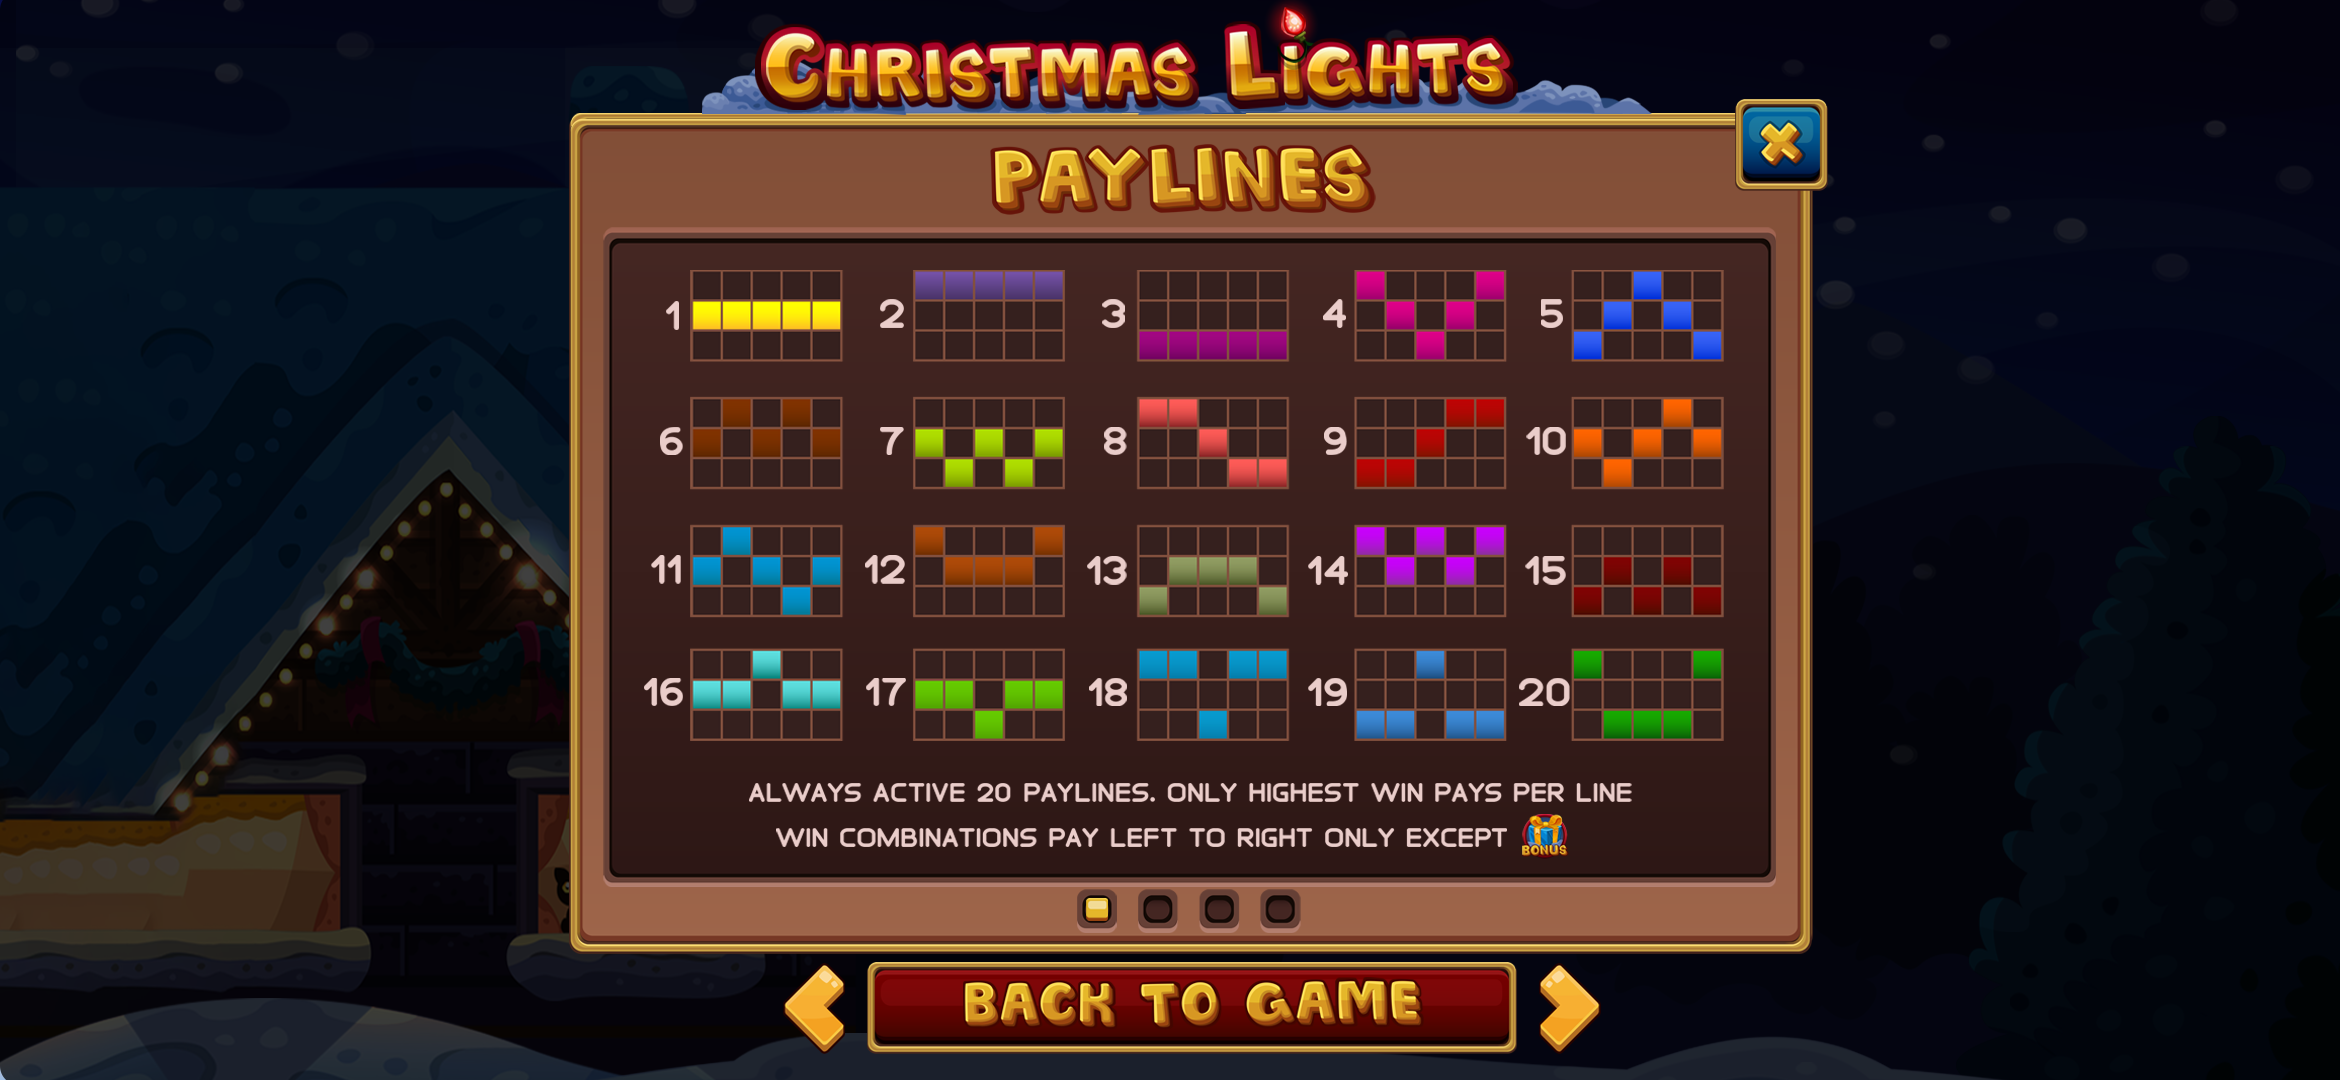 CHRISTMAS LIGHTS
PAYLINES
1 2 3 4 5
6 7 8 9 10
11 12 13 14 15
16 17 18 19 20
ALWAYS ACTIVE 20 PAYLINES. ONLY HIGHEST WIN PAYS PER LINE
WIN COMBINATIONS PAY LEFT TO RIGHT ONLY EXCEPT BONUS
BACK TO GAME